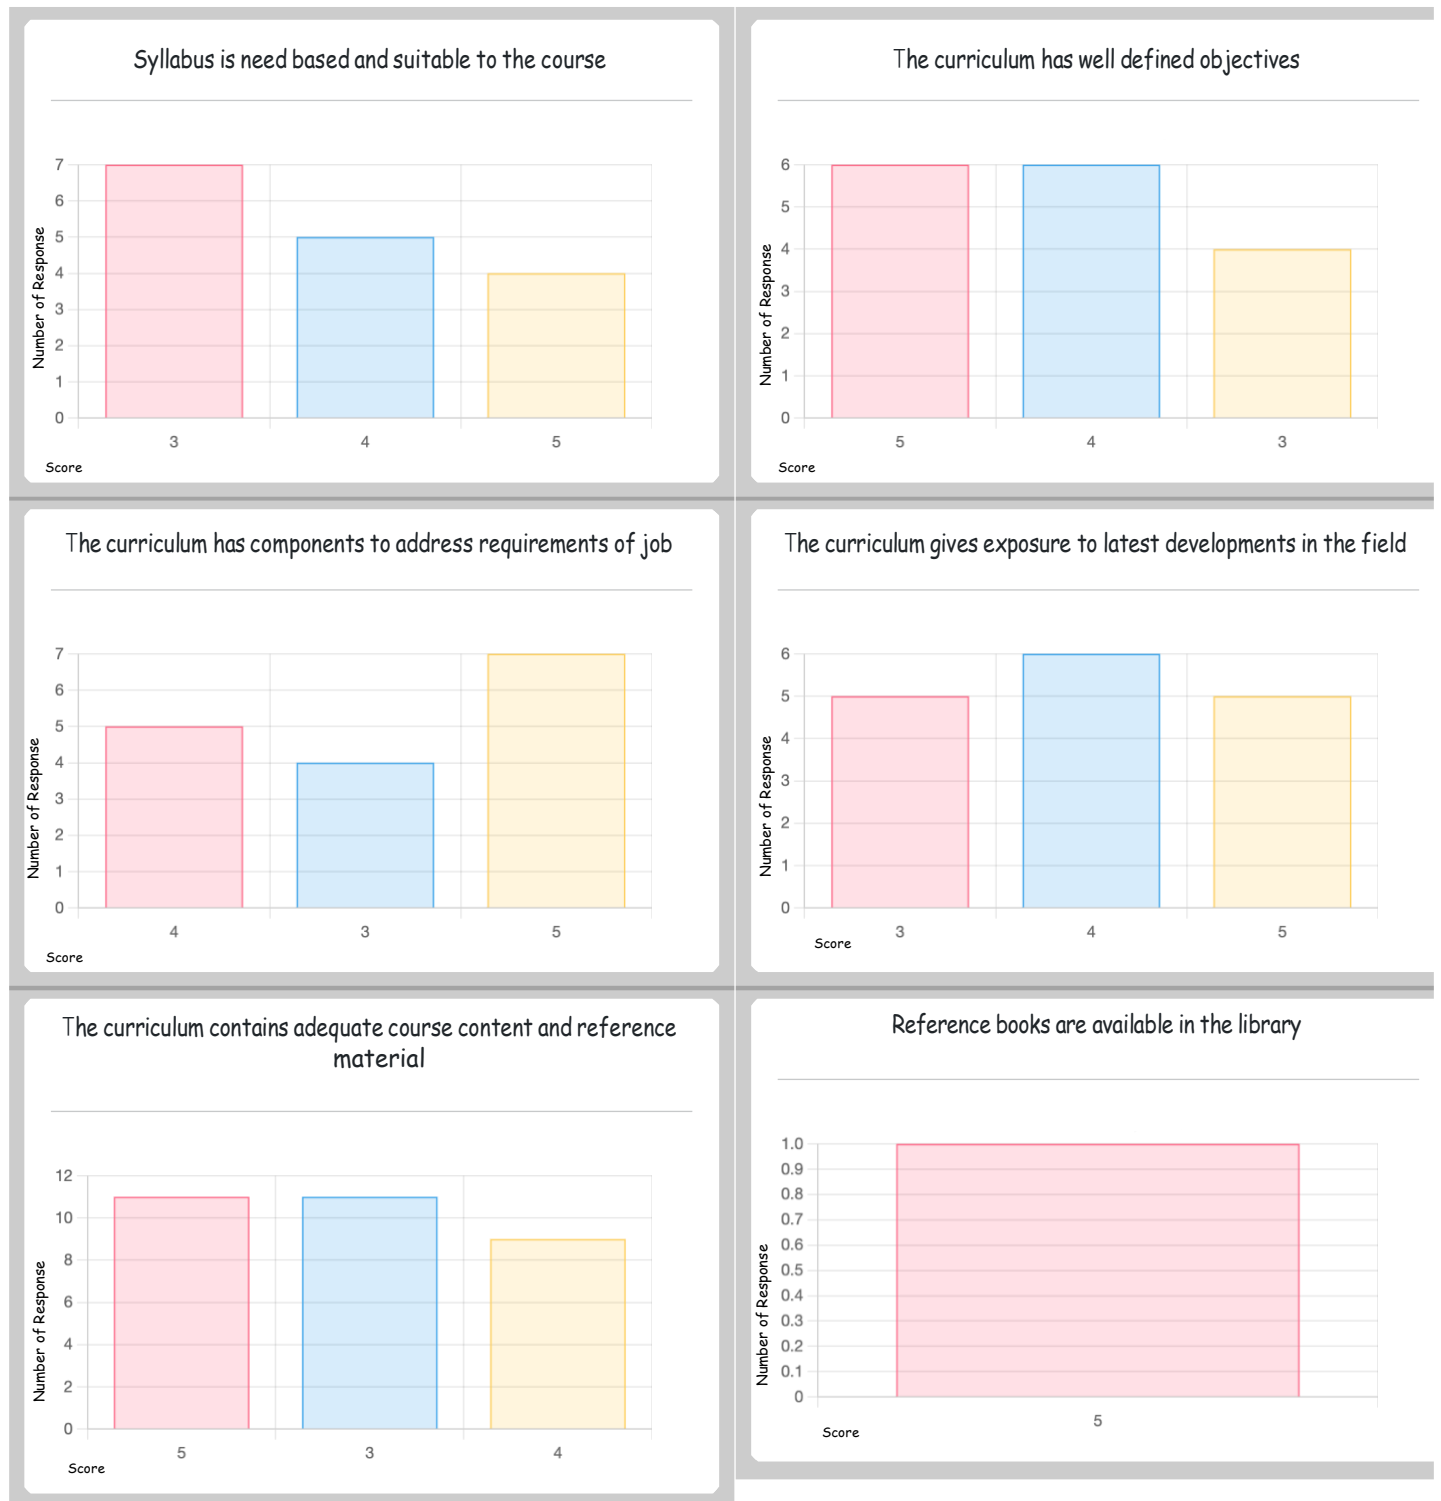 Syllabus is need based and suitable to the course
7
6
5
4
3
2
1
0
Number of Response
3 4 5
Score
The curriculum has well defined objectives
6
5
4
3
2
1
0
Number of Response
5 4 3
Score
The curriculum has components to address requirements of job
7
6
5
4
3
2
1
0
Number of Response
4 3 5
Score
The curriculum gives exposure to latest developments in the field
6
5
4
3
2
1
0
Number of Response
3 4 5
Score
The curriculum contains adequate course content and reference
material
12
10
8
6
4
2
0
Number of Response
5 3 4
Score
Reference books are available in the library
1.0
0.9
0.8
0.7
0.6
0.5
0.4
0.3
0.2
0.1
0
Number of Response
5
Score